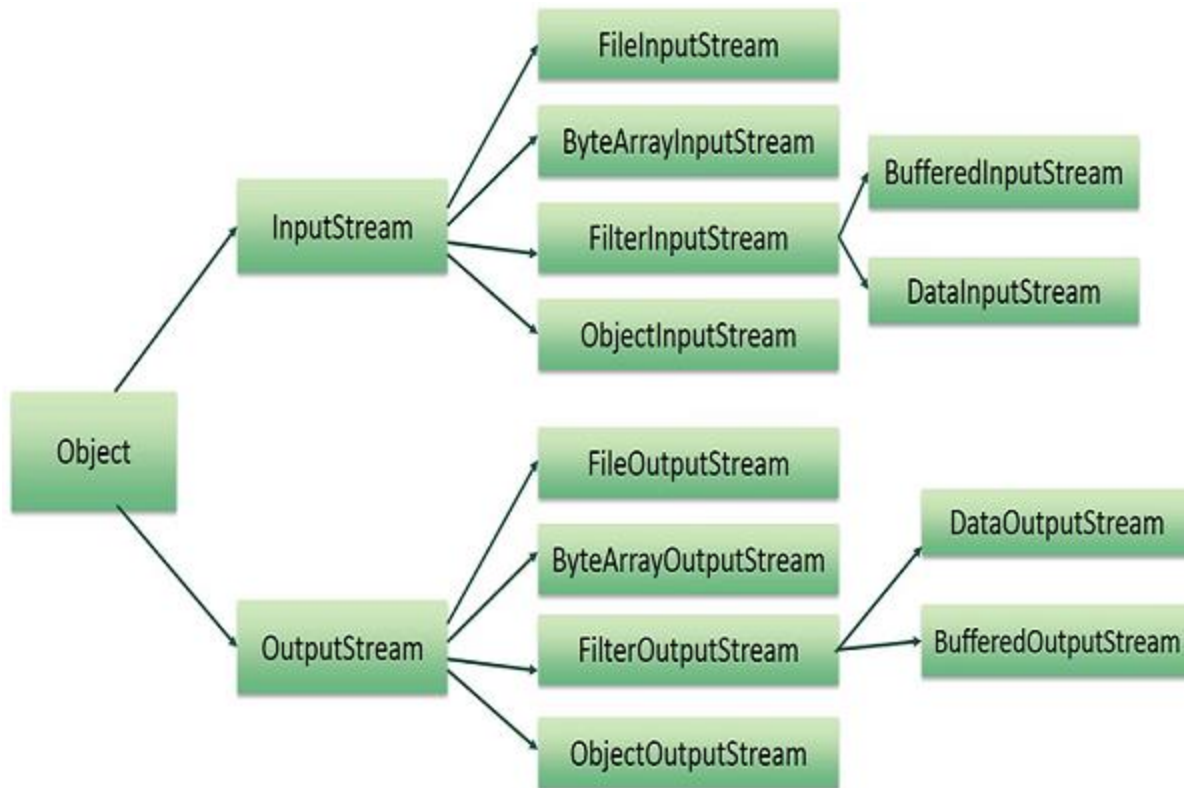 FileInputStream
ByteArrayInputStream
BufferedInputStream
InputStream
FilterInputStream
DataInputStream
ObjectInputStream
Object
FileOutputStream
DataOutputStream
ByteArrayOutputStream
OutputStream
FilterOutputStream
BufferedOutputStream
ObjectOutputStream